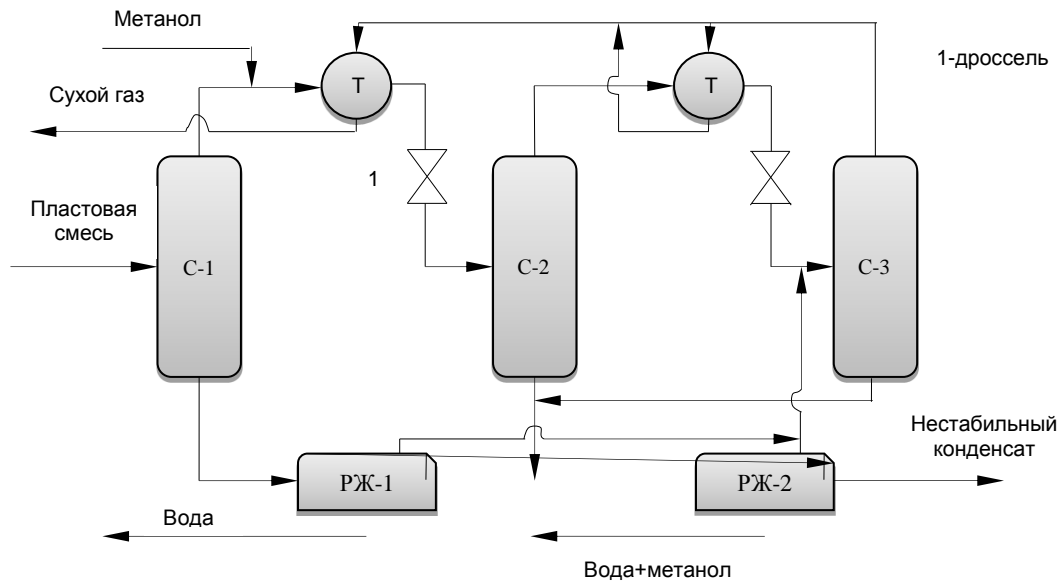 Метанол
Т
Т
1-дроссель
Сухой газ
1
Пластовая
смесь
С-1
С-2
С-3
Нестабильный
конденсат
РЖ-1
РЖ-2
Вода
Вода+метанол